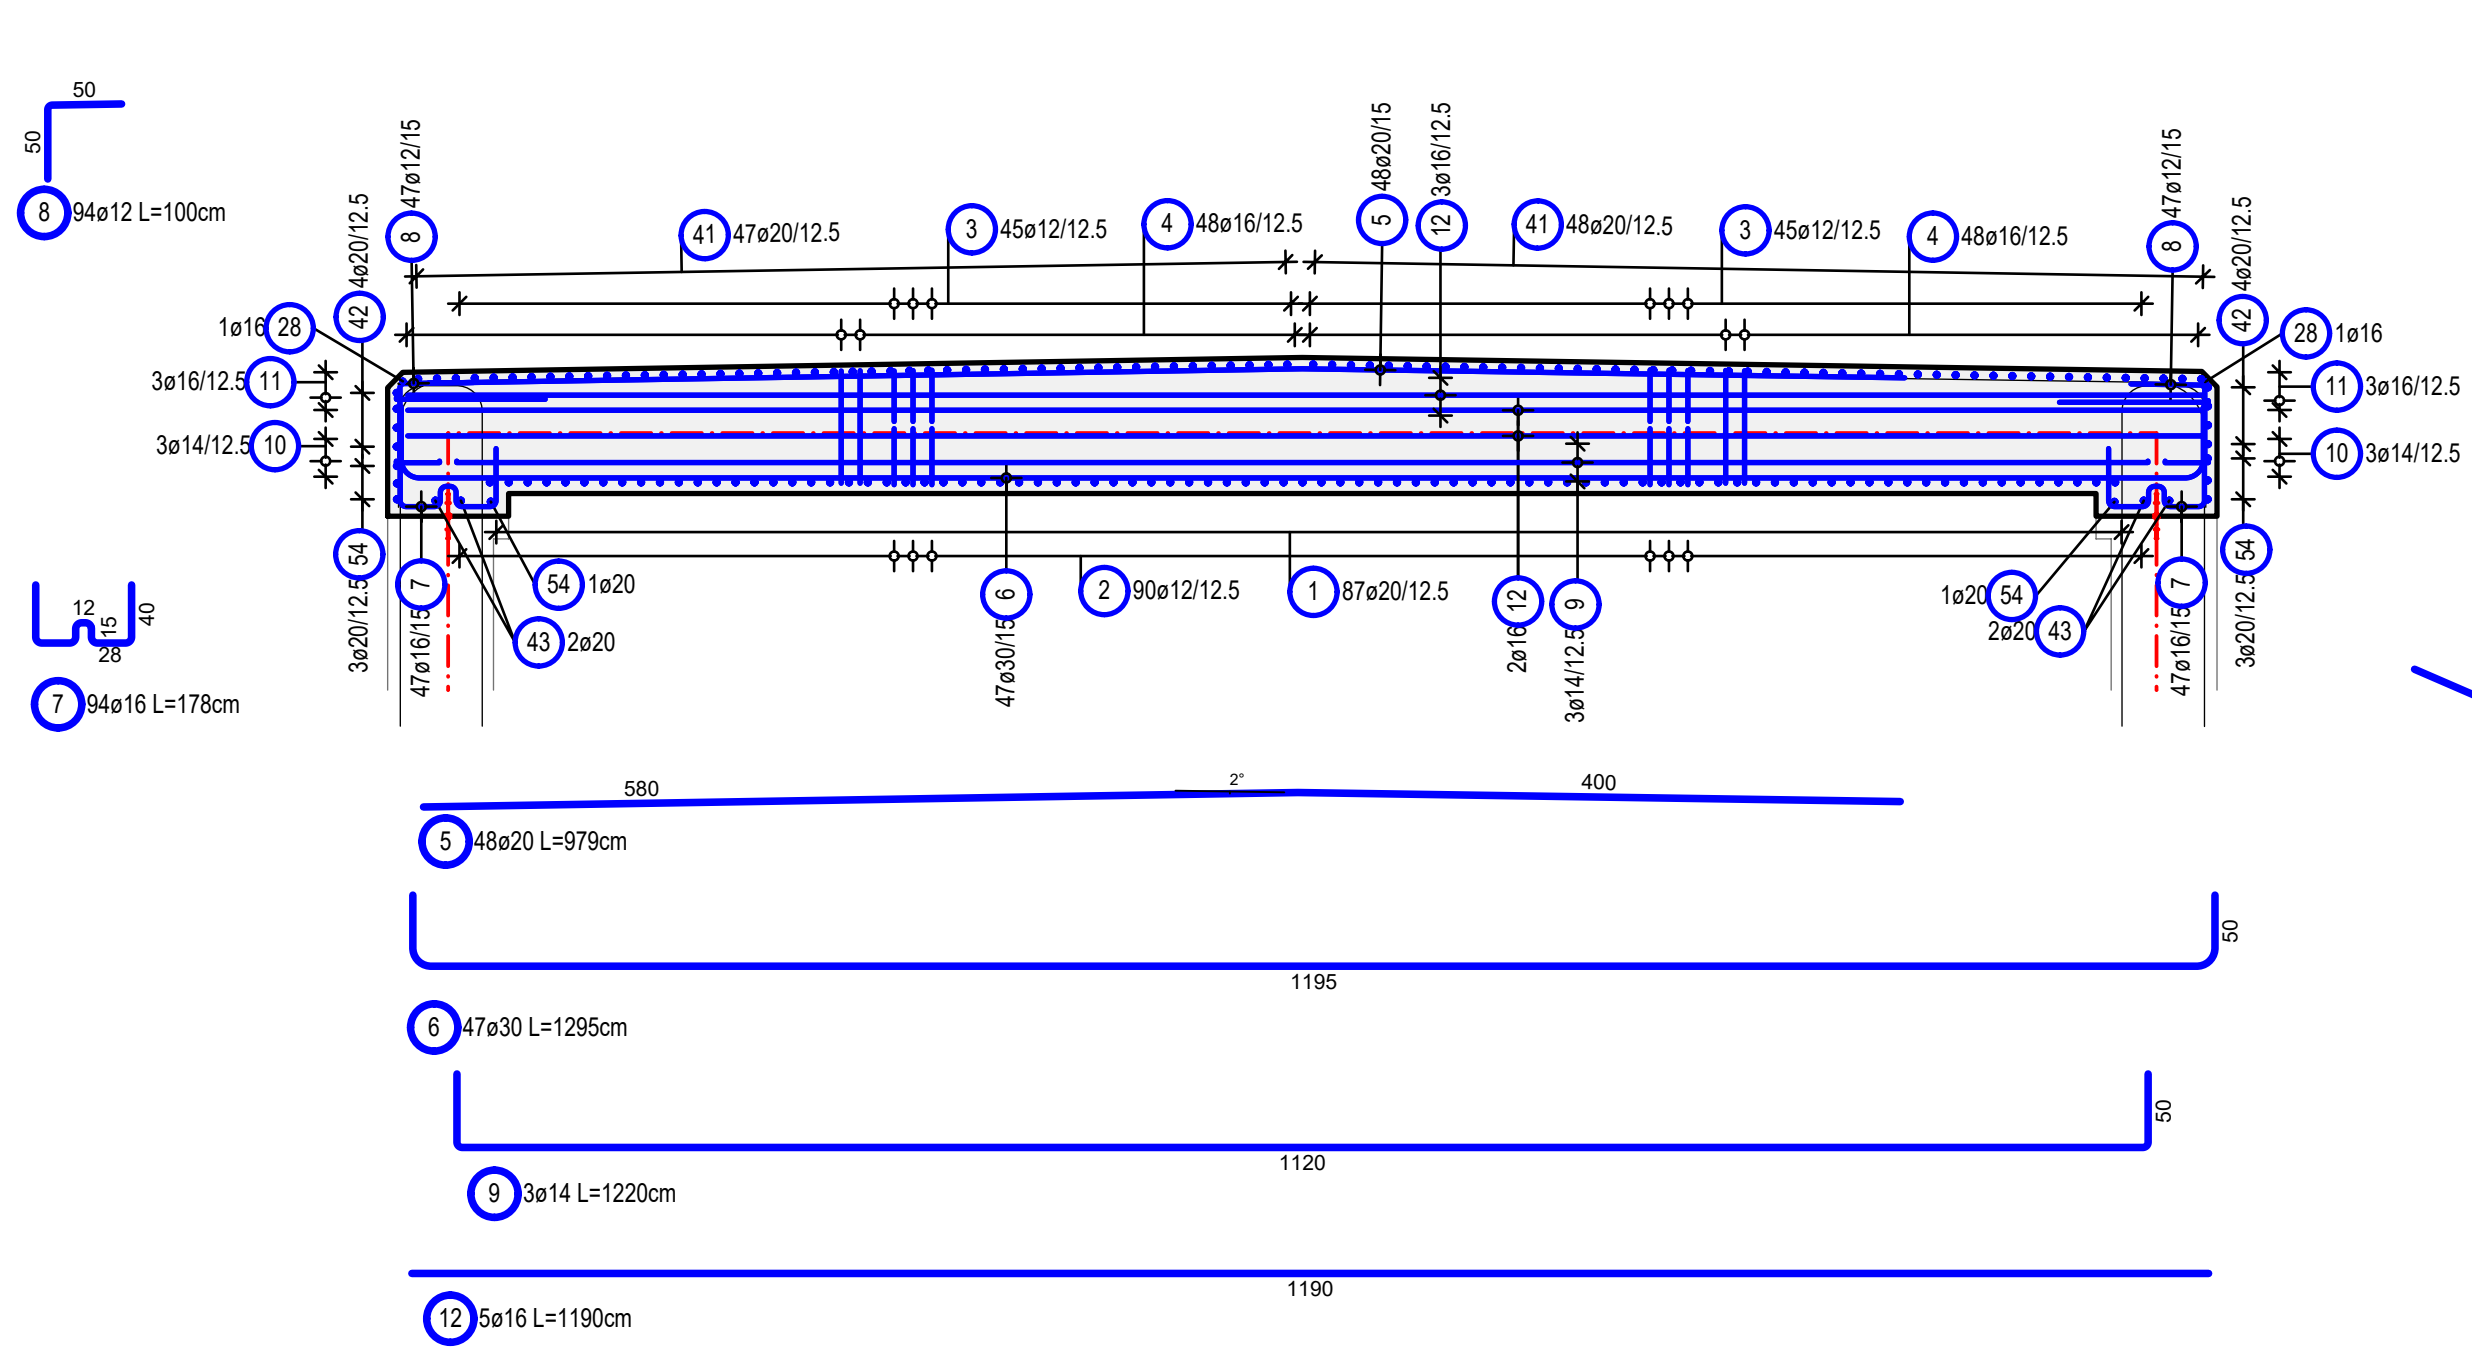 50
50
8 94ø12 L=100cm
47ø12/15
8
4ø20/12.5
42
41 47ø20/12.5
3 45ø12/12.5
4 48ø16/12.5
48ø20/15
5
3ø16/12.5
12
41 48ø20/12.5
3 45ø12/12.5
4 48ø16/12.5
47ø12/15
8
4ø20/12.5
42
1ø16 28
28 1ø16
3ø16/12.5 11
11 3ø16/12.5
3ø14/12.5 10
10 3ø14/12.5
54
3ø20/12.5
7
47ø16/15
54 1ø20
43 2ø20
6
47ø30/15
2 90ø12/12.5
1 87ø20/12.5
12
2ø16
9
3ø14/12.5
1ø20 54
2ø20 43
7
47ø16/15
54
3ø20/12.5
12
15
40
28
7 94ø16 L=178cm
580
2°
400
5 48ø20 L=979cm
50
1195
6 47ø30 L=1295cm
50
1120
9 3ø14 L=1220cm
1190
12 5ø16 L=1190cm